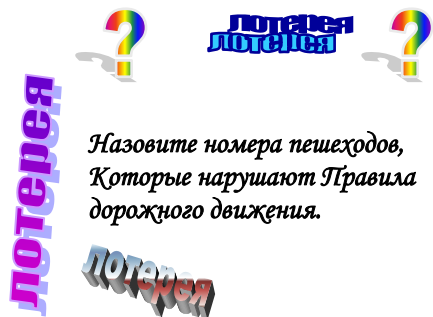 лотерея
лотерея
лотерея
Назовите номера пешеходов,
Которые нарушают Правила
дорожного движения.
лотерея